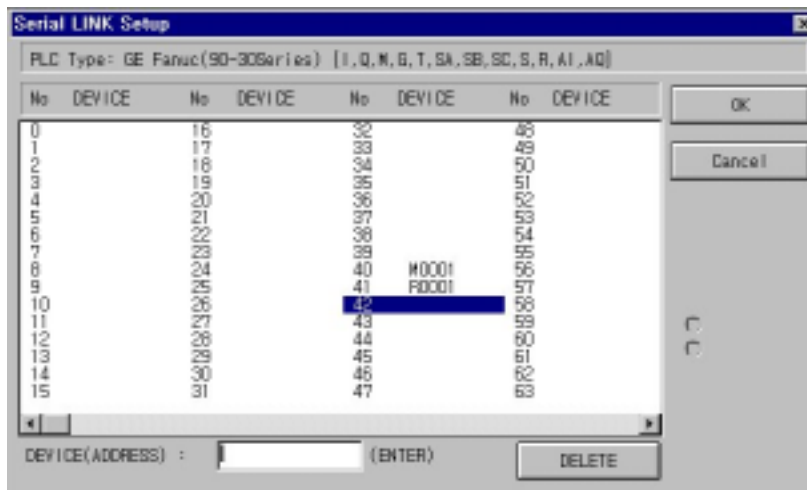 Serial LINK Setup
PLC Type: GE Fanuc(90-30Series) [I,Q,M,G,T,SA,SB,SC,S,R,AI,AQ]
No DEVICE No DEVICE No DEVICE No DEVICE
OK
Cancel
0 16 32 48
1 17 33 49
2 18 34 50
3 19 35 51
4 20 36 52
5 21 37 53
6 22 38 54
7 23 39 55
8 24 40 M0001 56
9 25 41 R0001 57
10 26 42 58
11 27 43 59
12 28 44 60
13 29 45 61
14 30 46 62
15 31 47 63
DEVICE(ADDRESS) : (ENTER) DELETE